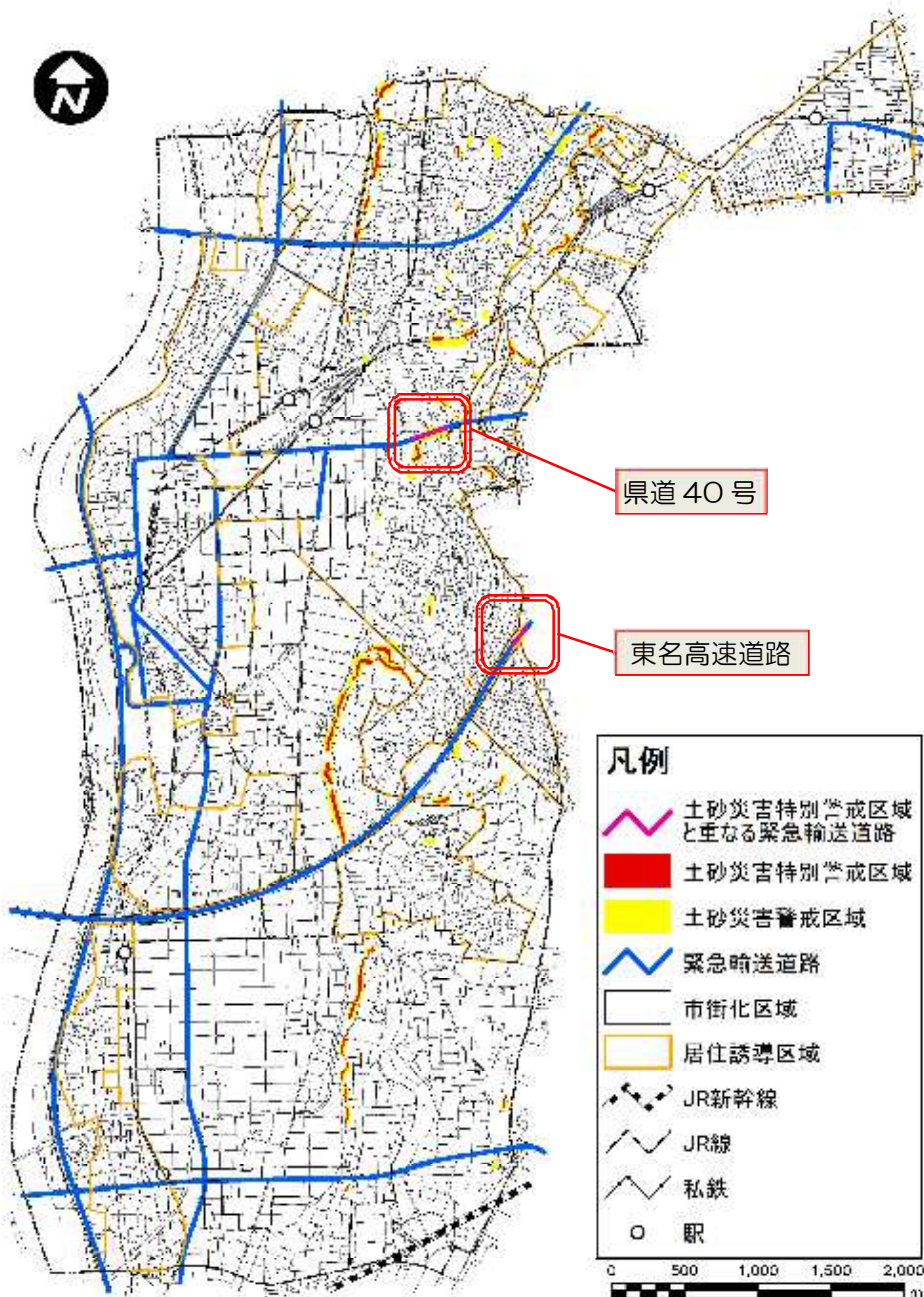 N
県道40号
東名高速道路
凡例
土砂災害特別警戒区域
と重なる緊急輸送道路
土砂災害特別警戒区域
土砂災害警戒区域
緊急輸送道路
市街化区域
居住誘導区域
JR新幹線
JR線
私鉄
駅
0 500 1,000 1,500 2,000